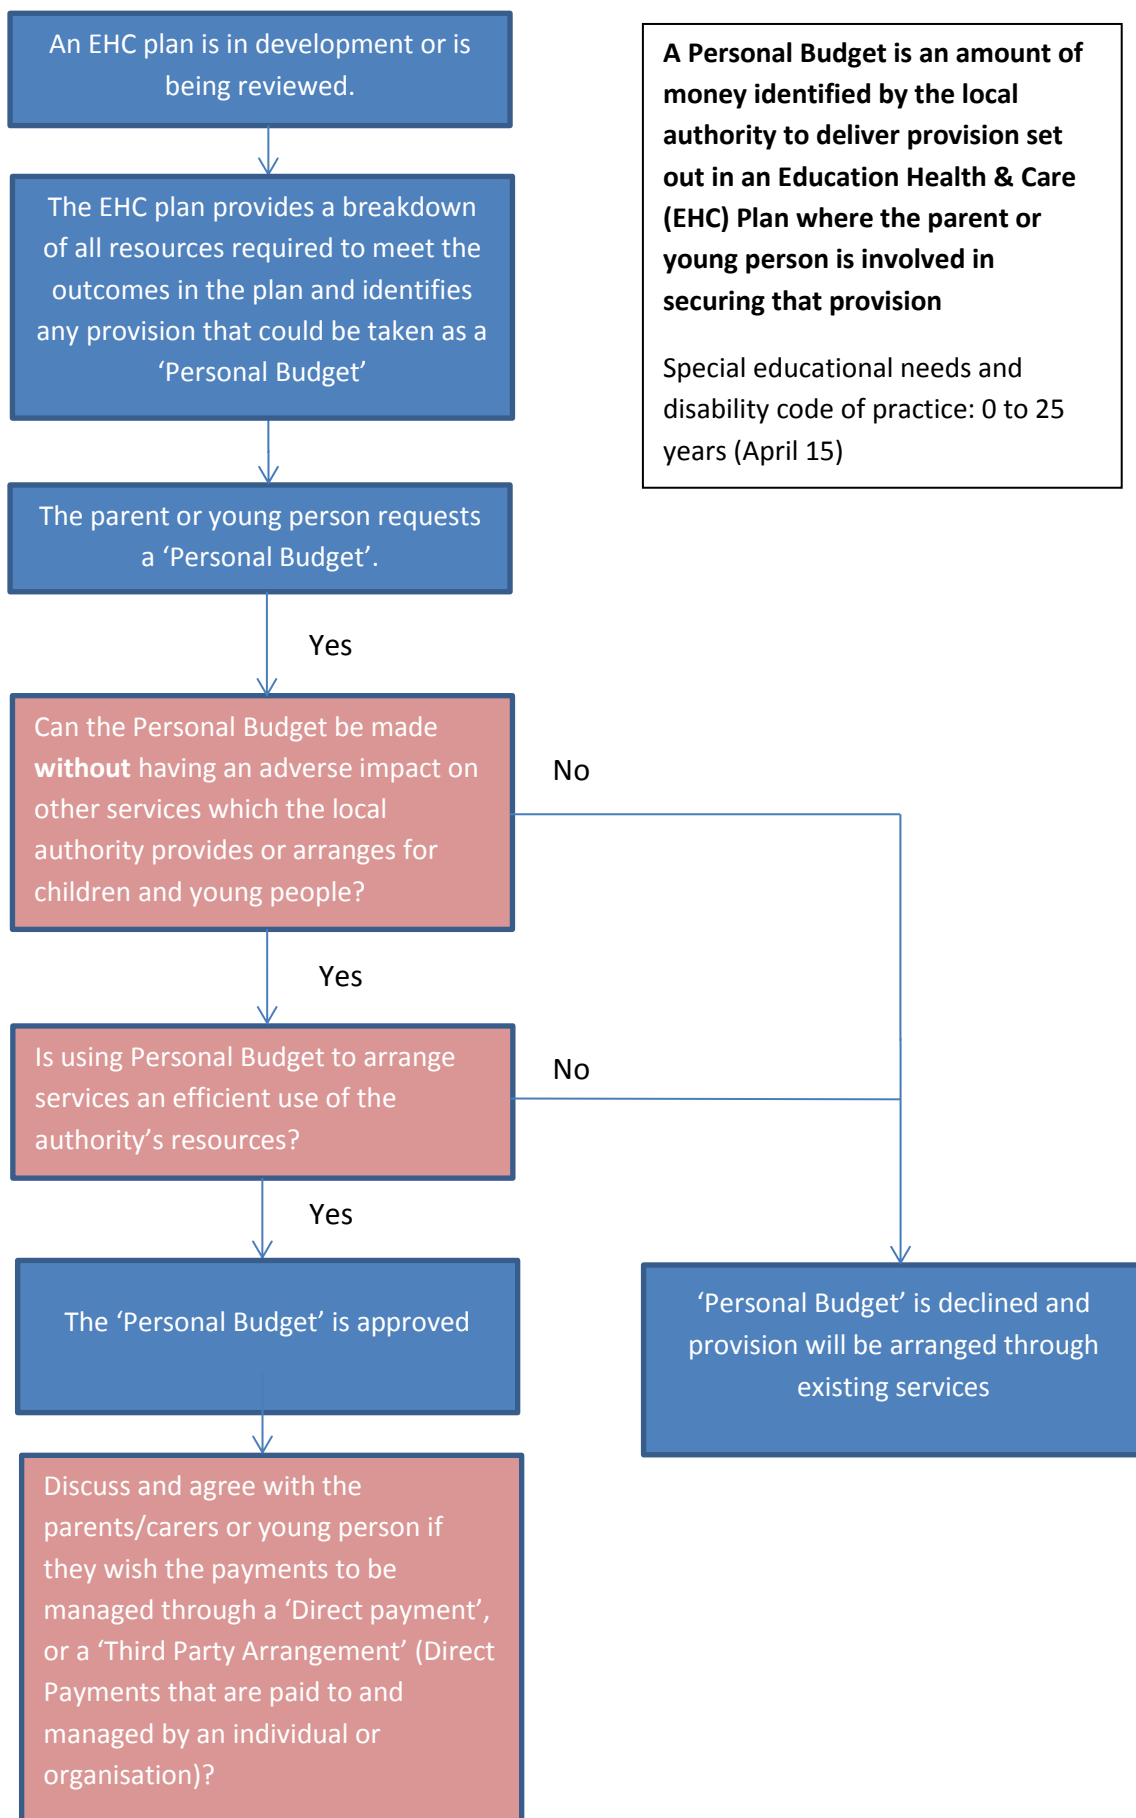 An EHC plan is in development or is
being reviewed.
The EHC plan provides a breakdown
of all resources required to meet the
outcomes in the plan and identifies
any provision that could be taken as a
‘Personal Budget’
The parent or young person requests
a ‘Personal Budget’.
Yes
Can the Personal Budget be made
without having an adverse impact on
other services which the local
authority provides or arranges for
children and young people?
No
Yes
Is using Personal Budget to arrange
services an efficient use of the
authority’s resources?
No
Yes
The ‘Personal Budget’ is approved
‘Personal Budget’ is declined and
provision will be arranged through
existing services
Discuss and agree with the
parents/carers or young person if
they wish the payments to be
managed through a ‘Direct payment’,
or a ‘Third Party Arrangement’ (Direct
Payments that are paid to and
managed by an individual or
organisation)?
A Personal Budget is an amount of
money identified by the local
authority to deliver provision set
out in an Education Health & Care
(EHC) Plan where the parent or
young person is involved in
securing that provision
Special educational needs and
disability code of practice: 0 to 25
years (April 15)